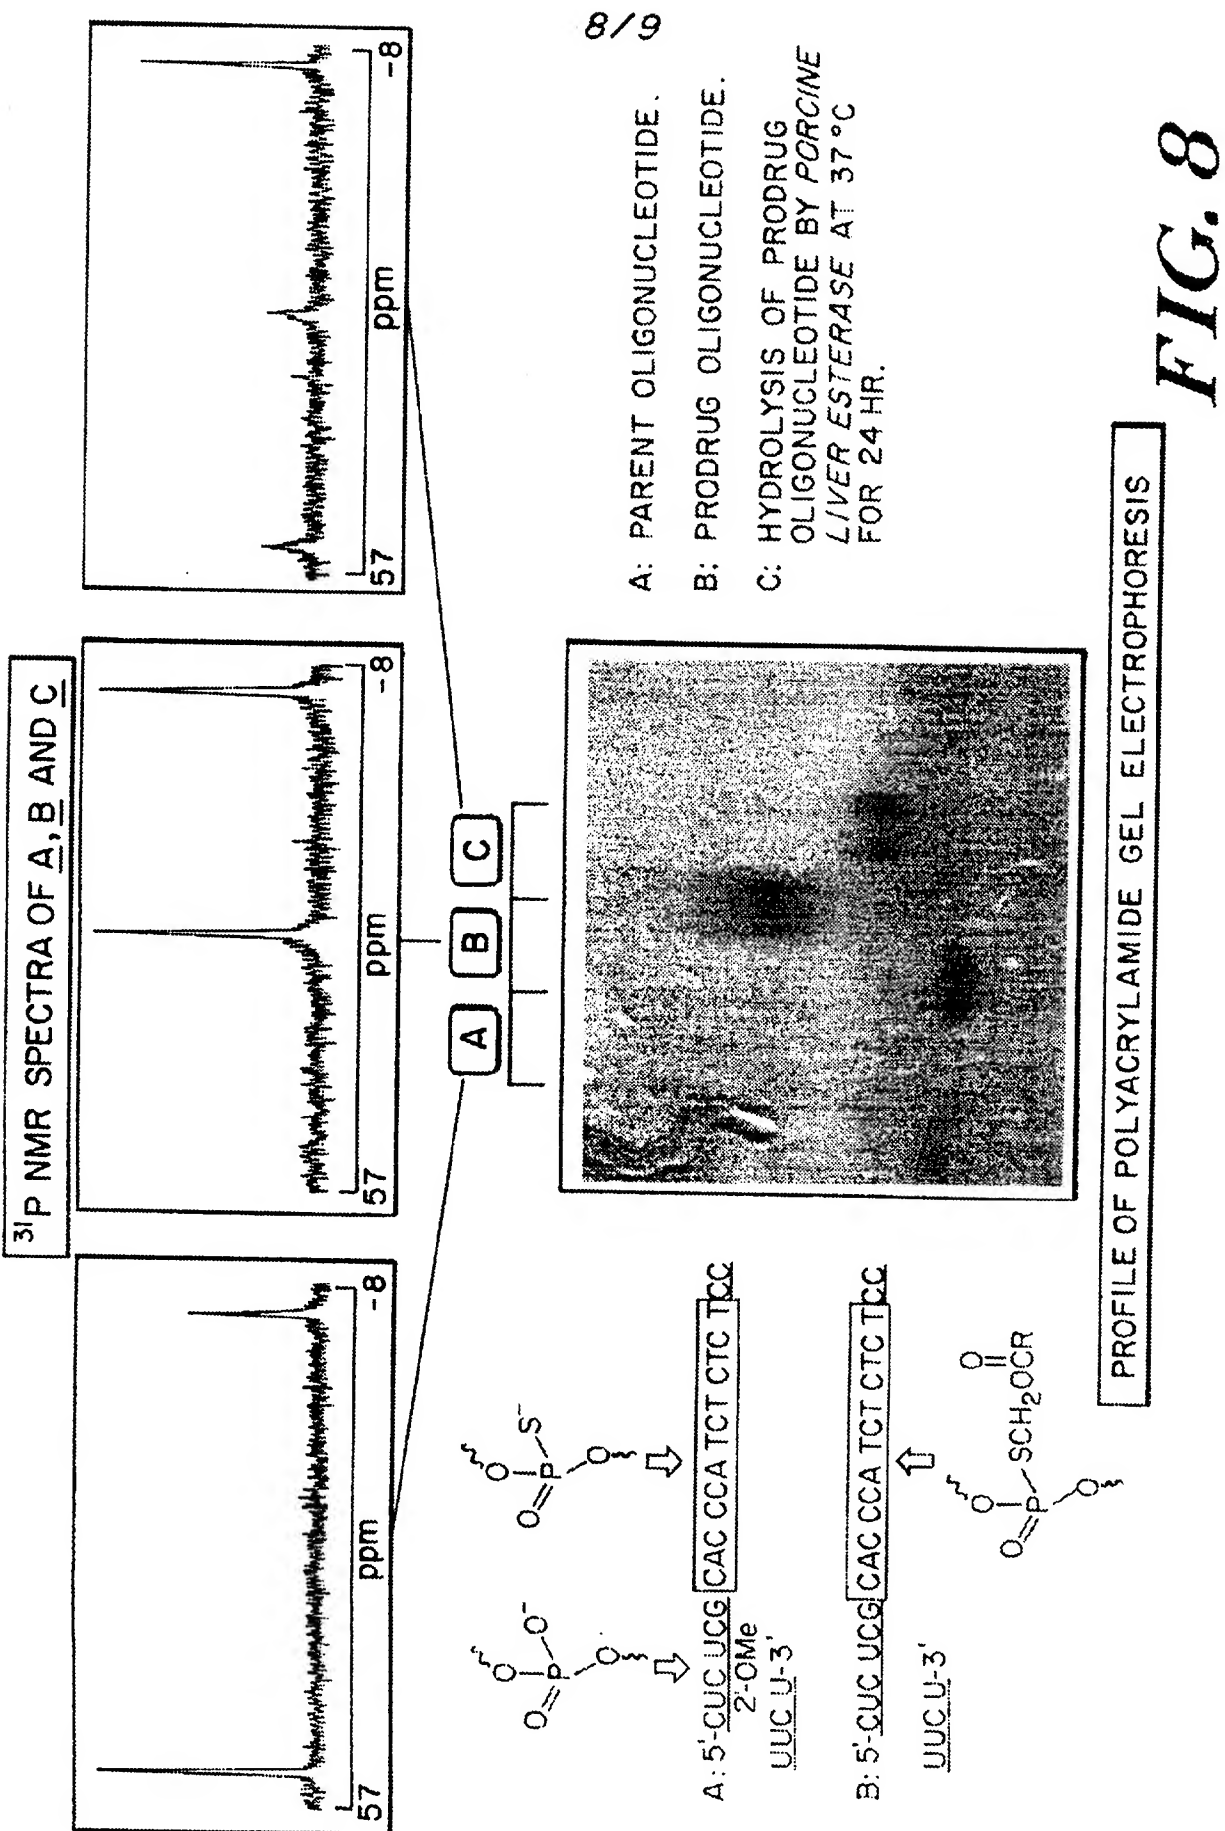 8/9
³¹P NMR SPECTRA OF A, B AND C
57 ppm -8
57 ppm -8
57 ppm -8
A
B
C
A: PARENT OLIGONUCLEOTIDE.
B: PRODRUG OLIGONUCLEOTIDE.
C: HYDROLYSIS OF PRODRUG
OLIGONUCLEOTIDE BY PORCINE
LIVER ESTERASE AT 37°C
FOR 24 HR.
O
O=P-O⁻
O
O
O=P-S⁻
O
A: 5'-CUC UCG CAC CCA TCT CTC TCC
2'-OMe
UUC U-3'
B: 5'-CUC UCG CAC CCA TCT CTC TCC
UUC U-3'
O
O
O=P-SCH₂OCR
O
PROFILE OF POLYACRYLAMIDE GEL ELECTROPHORESIS
FIG. 8